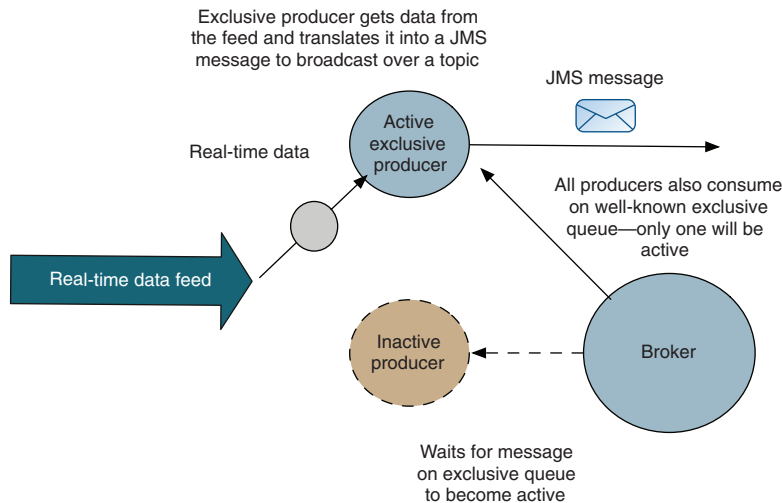 Exclusive producer gets data from
the feed and translates it into a JMS
message to broadcast over a topic
JMS message
Active
exclusive
producer
Real-time data
All producers also consume
on well-known exclusive
queue—only one will be
active
Real-time data feed
Inactive
producer
Broker
Waits for message
on exclusive queue
to become active